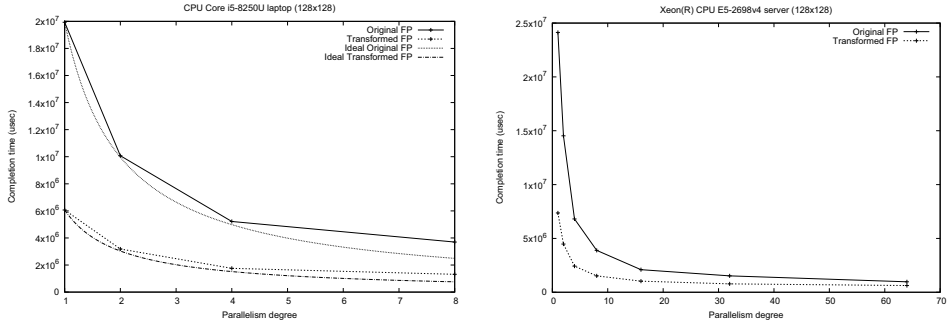 CPU Core i5-8250U laptop (128x128)
Original FP
Transformed FP
Ideal Original FP
Ideal Transformed FP
Completion time (usec)
2x10^7
1.8x10^7
1.6x10^7
1.4x10^7
1.2x10^7
1x10^7
8x10^6
6x10^6
4x10^6
2x10^6
0
1 2 3 4 5 6 7 8
Parallelism degree
Xeon(R) CPU E5-2698v4 server (128x128)
Original FP
Transformed FP
Completion time (usec)
2.5x10^7
2x10^7
1.5x10^7
1x10^7
5x10^6
0
0 10 20 30 40 50 60 70
Parallelism degree